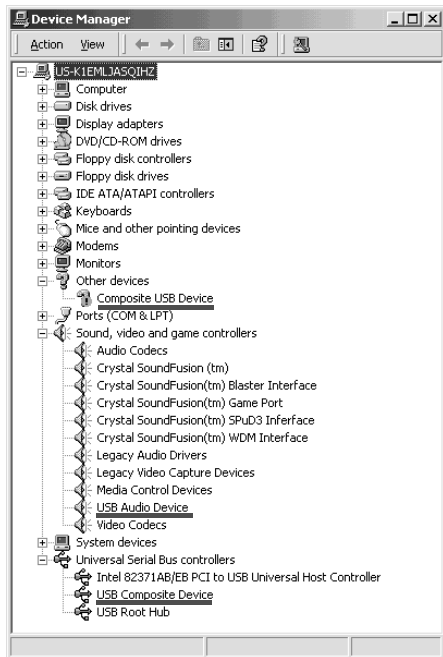 Device Manager
Action View
US-K1EMLJASQIHZ
Computer
Disk drives
Display adapters
DVD/CD-ROM drives
Floppy disk controllers
Floppy disk drives
IDE ATA/ATAPI controllers
Keyboards
Mice and other pointing devices
Modems
Monitors
Other devices
Composite USB Device
Ports (COM & LPT)
Sound, video and game controllers
Audio Codecs
Crystal SoundFusion (tm)
Crystal SoundFusion(tm) Blaster Interface
Crystal SoundFusion(tm) Game Port
Crystal SoundFusion(tm) SPuD3 Inferface
Crystal SoundFusion(tm) WDM Interface
Legacy Audio Drivers
Legacy Video Capture Devices
Media Control Devices
USB Audio Device
Video Codecs
System devices
Universal Serial Bus controllers
Intel 82371AB/EB PCI to USB Universal Host Controller
USB Composite Device
USB Root Hub